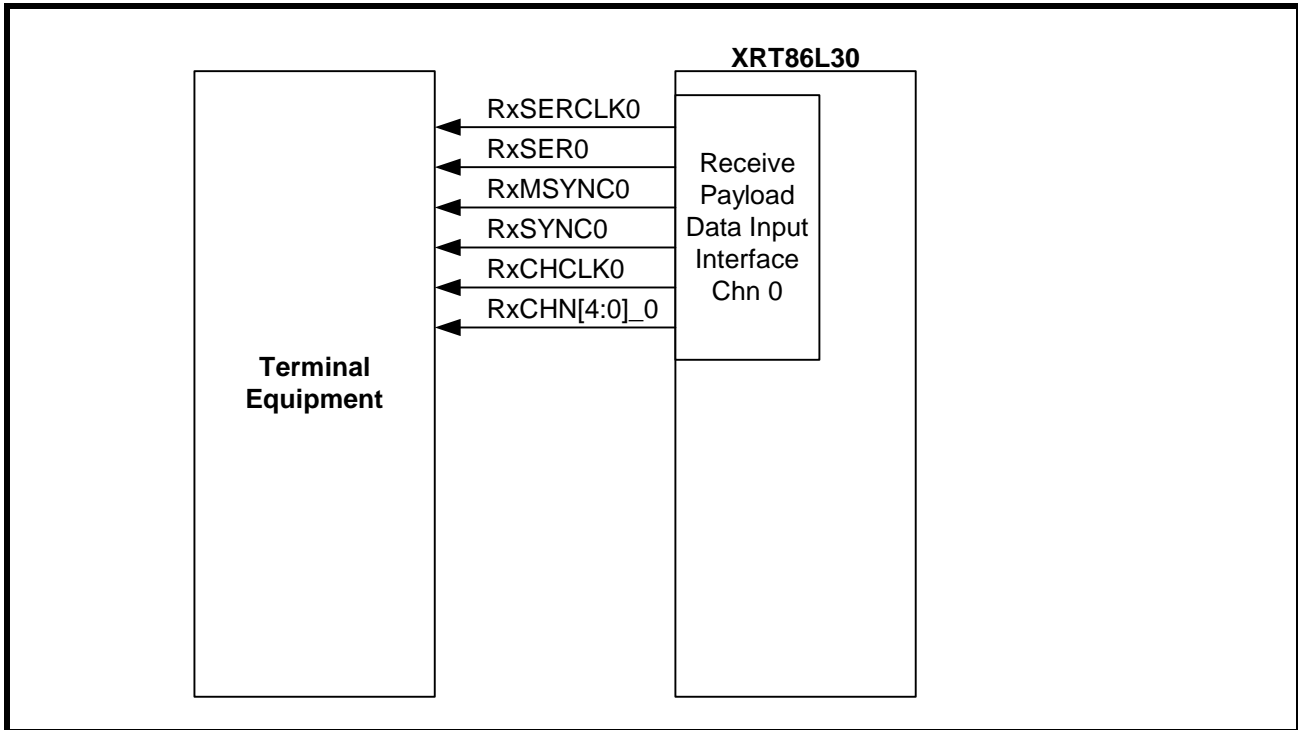 XRT86L30
RxSERCLK0
RxSER0
RxMSYNC0
RxSYNC0
RxCHCLK0
RxCHN[4:0]_0
Receive
Payload
Data Input
Interface
Chn 0
Terminal
Equipment